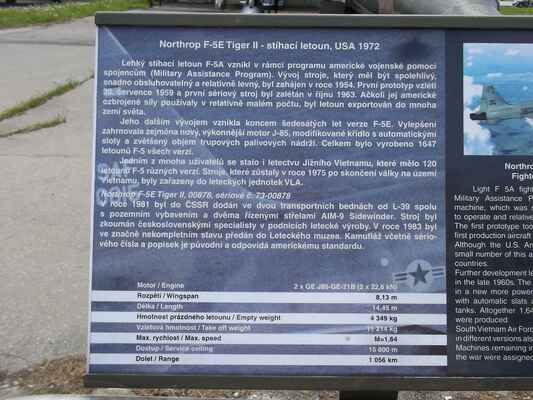 Northrop F-5E Tiger II - stíhací letoun, USA 1972
Lehký stíhací letoun F-5A vznikl v rámci programu americké vojenské pomoci
spojencům (Military Assistance Program). Vývoj stroje, který měl být spolehlivý,
snadno obsluhovatelný a relativně levný, byl zahájen v roce 1954. První prototyp vzlétl
30. července 1959 a první sériový stroj byl zalétán v říjnu 1963. Ačkoli jej americké
ozbrojené síly používaly v relativně malém počtu, byl letoun exportován do mnoha
zemí světa.
Jeho dalším vývojem vznikla koncem šedesátých let verze F-5E. Vylepšení
zahrnovala zejména nový, výkonnější motor J-85, modifikované křídlo s automatickými
sloty a zvětšený objem trupových palivových nádrží. Celkem bylo vyrobeno 1647
letounů F-5 všech verzí.
Jedním z mnoha uživatelů se stalo i letectvo Jižního Vietnamu, které mělo 120
letounů F-5 různých verzí. Stroje, které zůstaly v roce 1975 po skončení války na území
Vietnamu, byly zařazeny do leteckých jednotek VLA.
Northrop F-5E Tiger II, 00878, sériové č. 73-00878
V roce 1981 byl do ČSSR dodán ve dvou transportních bednách od L-39 spolu
s pozemním vybavením a dvěma řízenými střelami AIM-9 Sidewinder. Stroj byl
zkoumán československými specialisty v podnicích letecké výroby. V roce 1983 byl
ve značně nekompletním stavu předán do Leteckého muzea. Kamufláž včetně sério-
vého čísla a popisek je původní a odpovídá americkému standardu.
Motor / Engine 2 x GE J85-GE-21B (2 x 22,6 kN)
Rozpětí / Wingspan 8,13 m
Délka / Length 14,45 m
Hmotnost prázdného letounu / Empty weight 4 349 kg
Vzletová hmotnost / Take off weight 11 214 kg
Max. rychlost / Max. speed M=1,64
Dostup / Service ceiling 15 800 m
Dolet / Range 1 056 km
Northro
Fight
Light F 5A figh
Military Assistance P
machine, which was
to operate and relative
The first prototype too
first production aircraft
Although the U.S. Ar
small number of this a
countries.
Further development le
in the late 1960s. The
in a new more power
with automatic slats a
tanks. Altogether 1,64
were produced.
South Vietnam Air Forc
in different versions als
Machines remaining in
the war were assigned